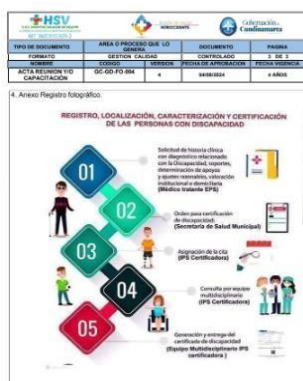 HSV
Gobernación de
Cundinamarca
TIPO DE DOCUMENTO
AREA O PROCESO QUE LO GENERA
DOCUMENTO
PAGINA
FORMATO
GESTION CALIDAD
CONTROLADO
3 DE 3
NOMBRE
CODIGO
VERSION
FECHA DE APROBACION
FECHA VIGENCIA
ACTA REUNION Y/O CAPACITACIÓN
GC-GD-FO-004
4
04/08/2024
4 AÑOS
4. Anexo Registro fotográfico.
REGISTRO, LOCALIZACIÓN, CARACTERIZACIÓN Y CERTIFICACIÓN
DE LAS PERSONAS CON DISCAPACIDAD
01
Solicitud de historia clínica
con diagnóstico relacionado
con la Discapacidad, soportes,
determinación de apoyos
y ajustes razonables, valoración
institucional o domiciliaria
(Médico tratante EPS)
02
Orden para certificación
de discapacidad:
(Secretaría de Salud Municipal)
03
Asignación de la cita
(IPS Certificadora)
04
Consulta por equipo
multidisciplinario
(IPS Certificadora)
05
Generación y entrega del
certificado de discapacidad
(Equipo Multidisciplinario IPS
certificadora )